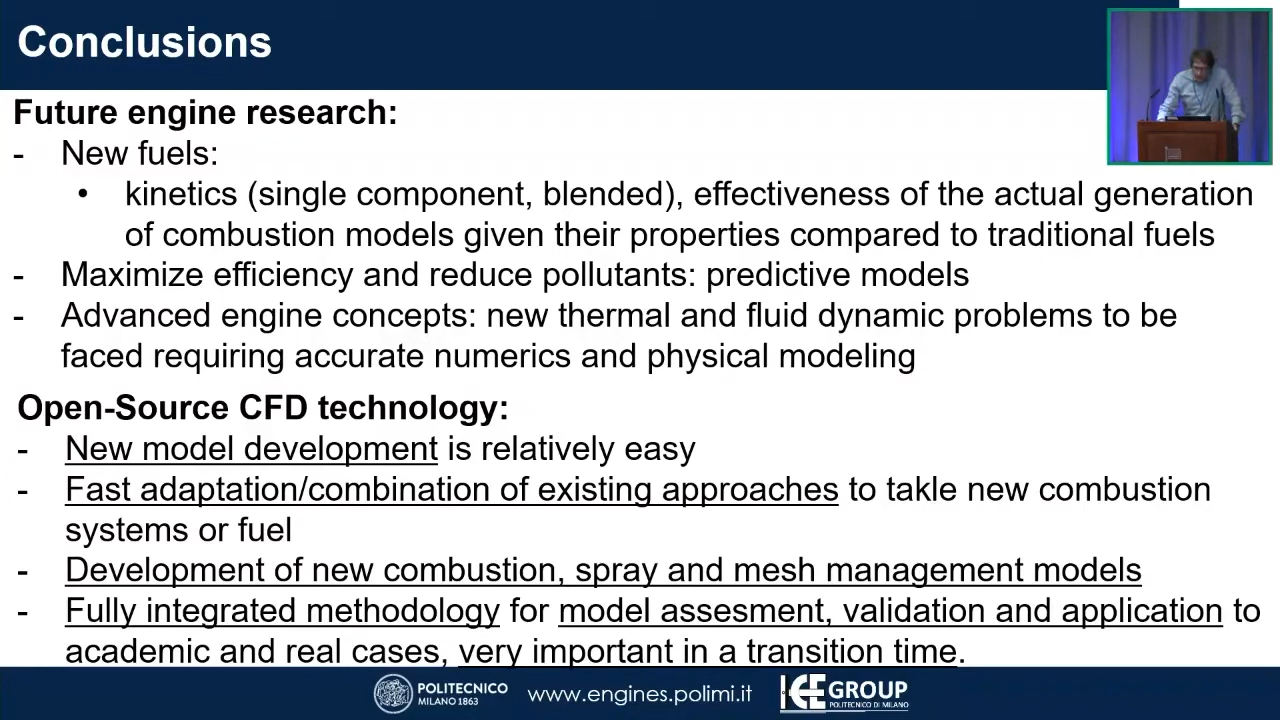 Conclusions
Future engine research:
- New fuels:
• kinetics (single component, blended), effectiveness of the actual generation
of combustion models given their properties compared to traditional fuels
- Maximize efficiency and reduce pollutants: predictive models
- Advanced engine concepts: new thermal and fluid dynamic problems to be
faced requiring accurate numerics and physical modeling
Open-Source CFD technology:
- New model development is relatively easy
- Fast adaptation/combination of existing approaches to takle new combustion
systems or fuel
- Development of new combustion, spray and mesh management models
- Fully integrated methodology for model assesment, validation and application to
academic and real cases, very important in a transition time.
POLITECNICO
MILANO 1863
www.engines.polimi.it
ICE GROUP
POLITECNICO DI MILANO